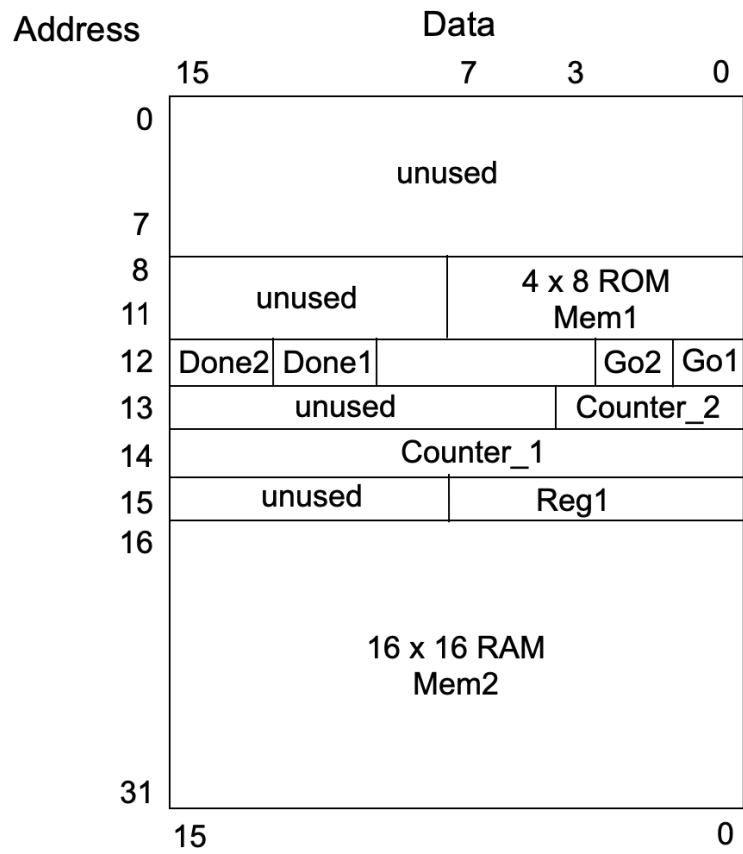 Address Data
15 7 3 0
0
unused
7
8
unused 4 x 8 ROM
11 Mem1
12 Done2 Done1 Go2 Go1
13 unused Counter_2
14 Counter_1
15 unused Reg1
16
16 x 16 RAM
Mem2
31
15 0